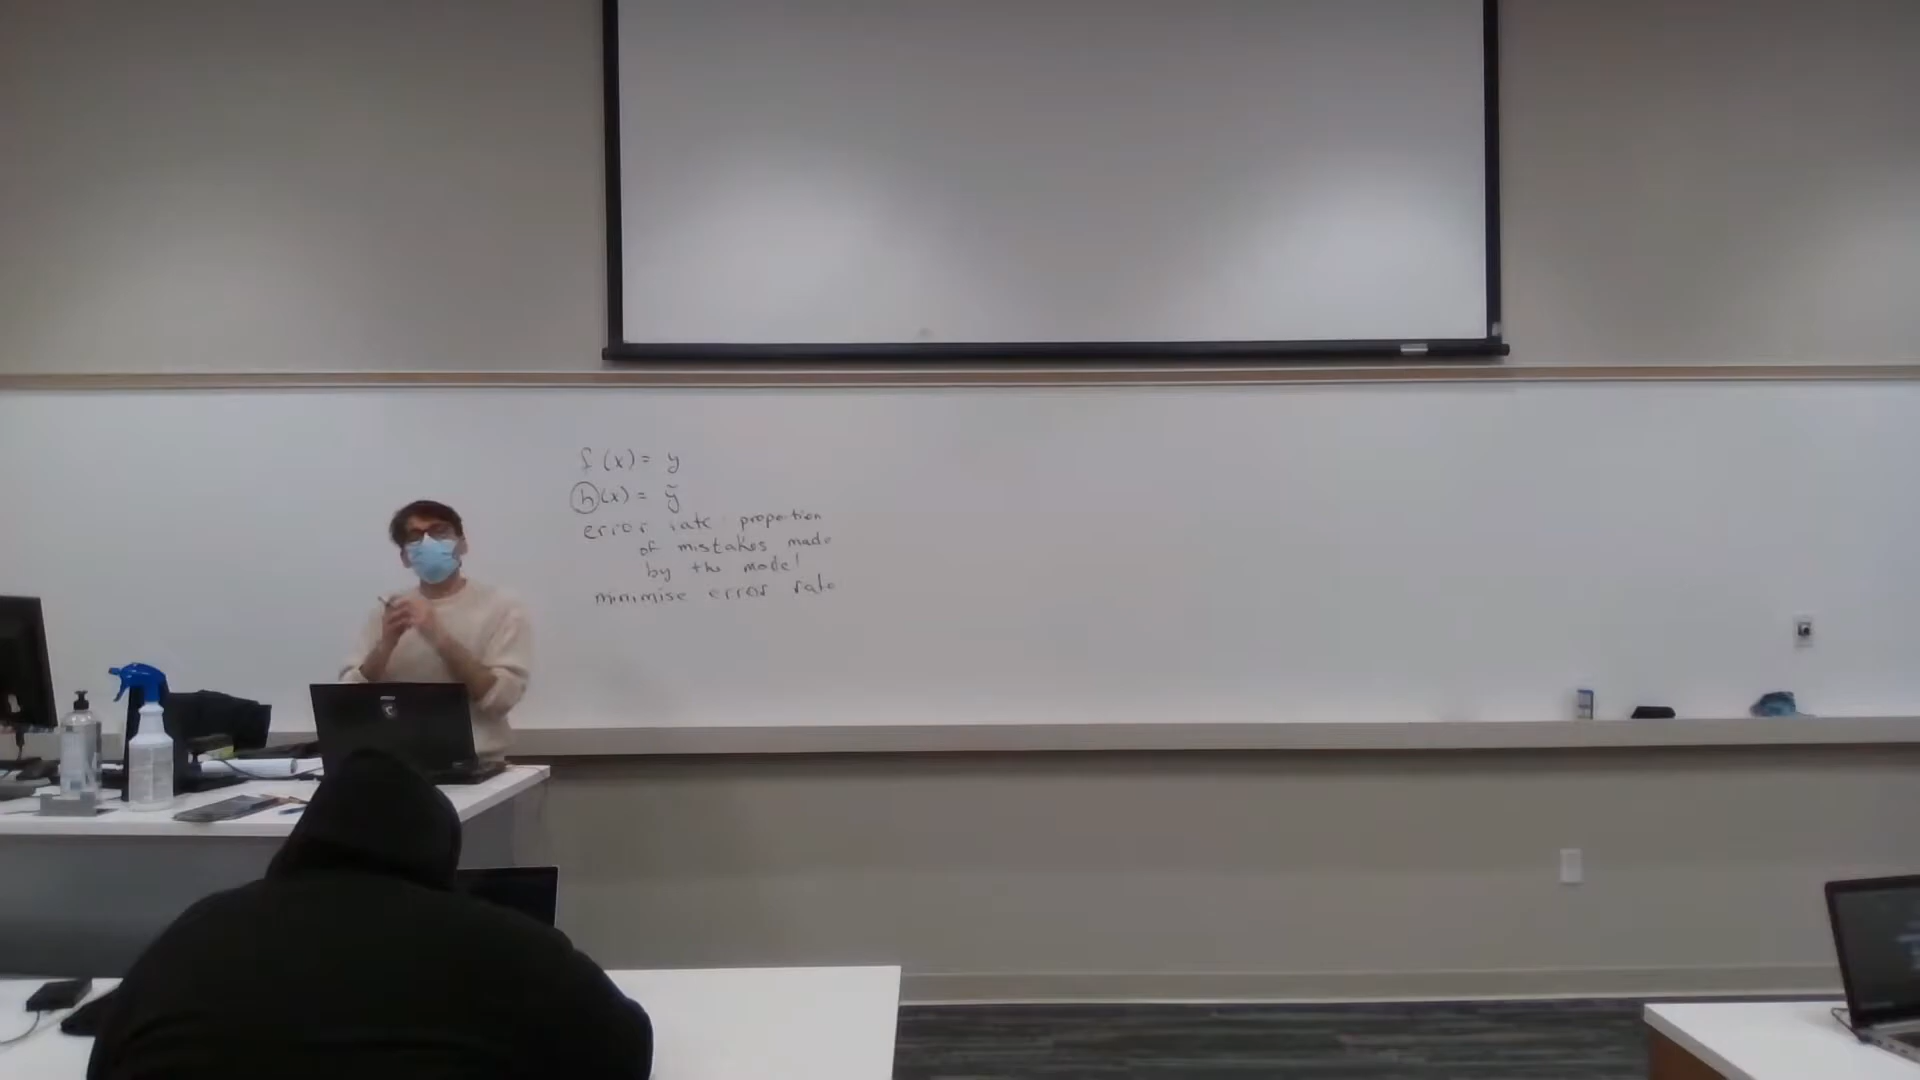 f(x) = y
h(x) = ỹ
error rate: proportion
of mistakes made
by the model
minimise error rate